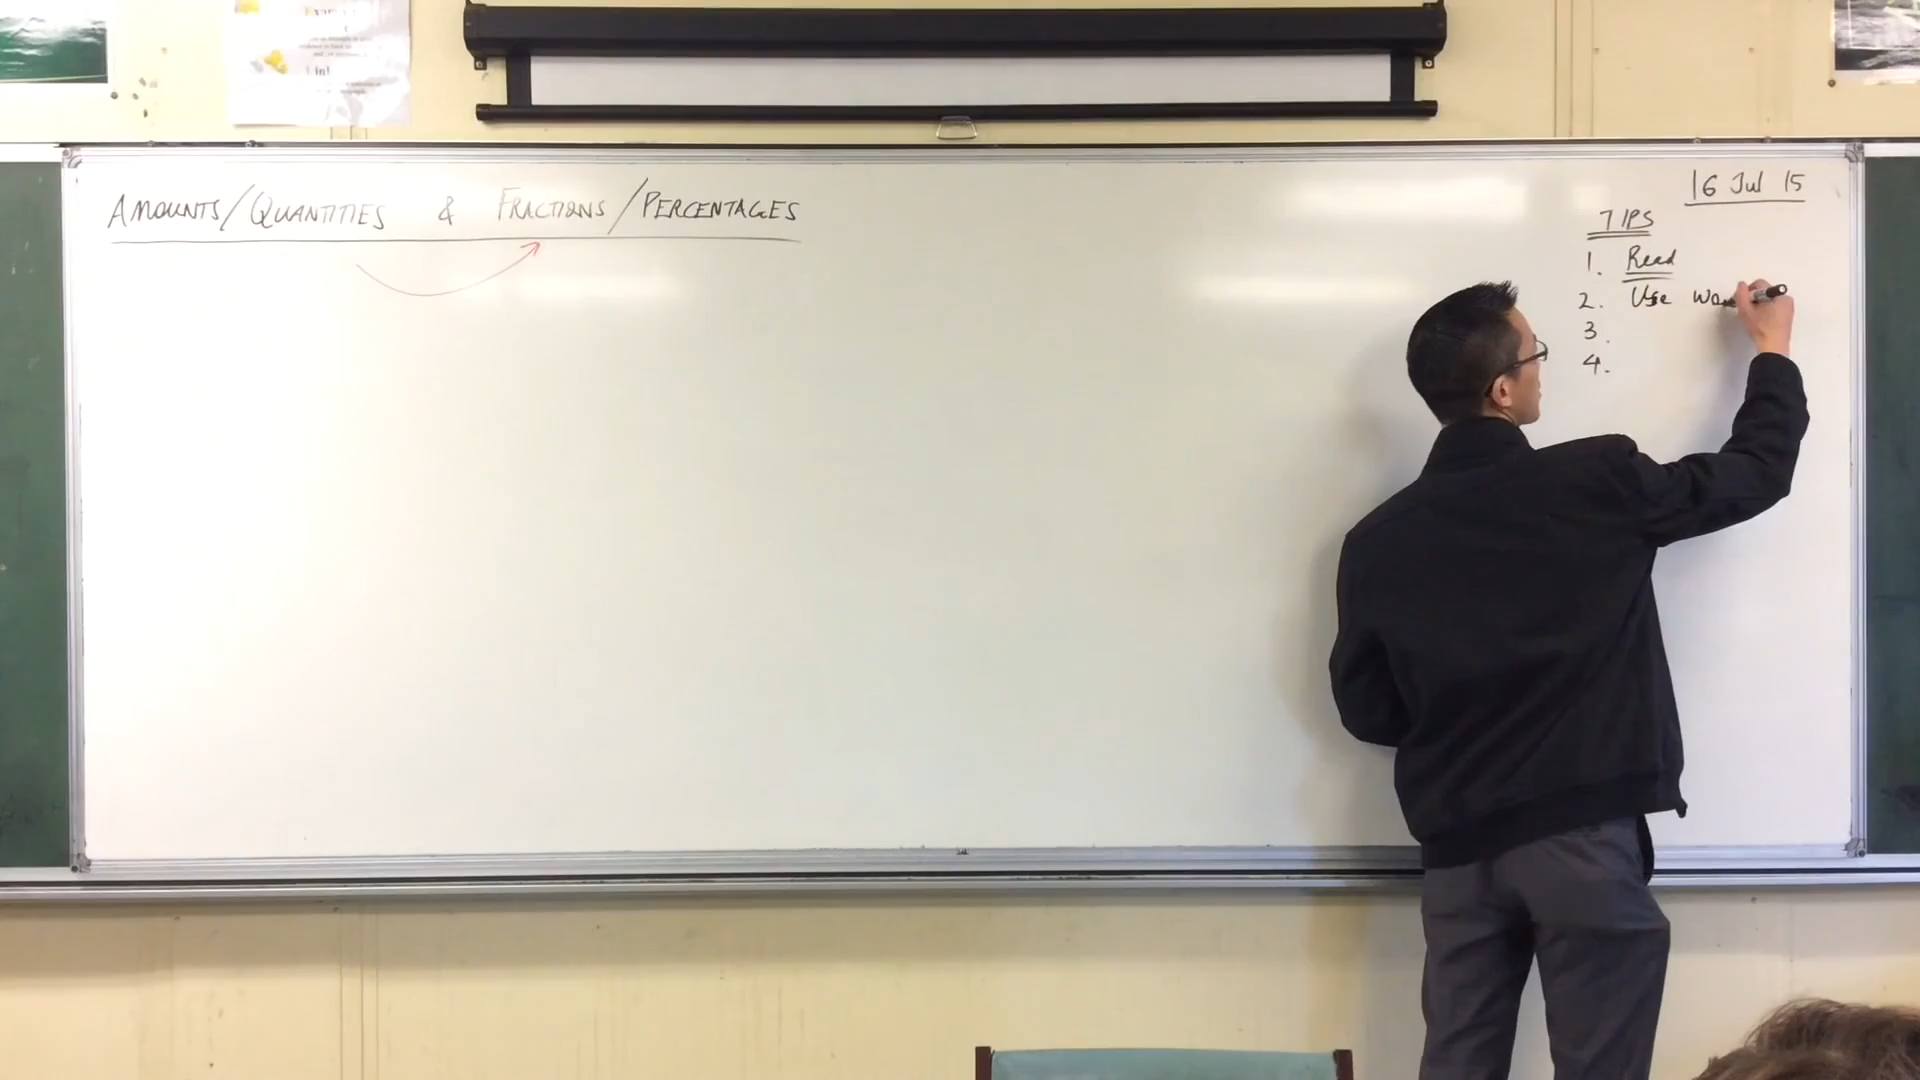 AMOUNTS/QUANTITIES & FRACTIONS/PERCENTAGES
16 Jul 15
TIPS
1. Read
2. Use
3.
4.